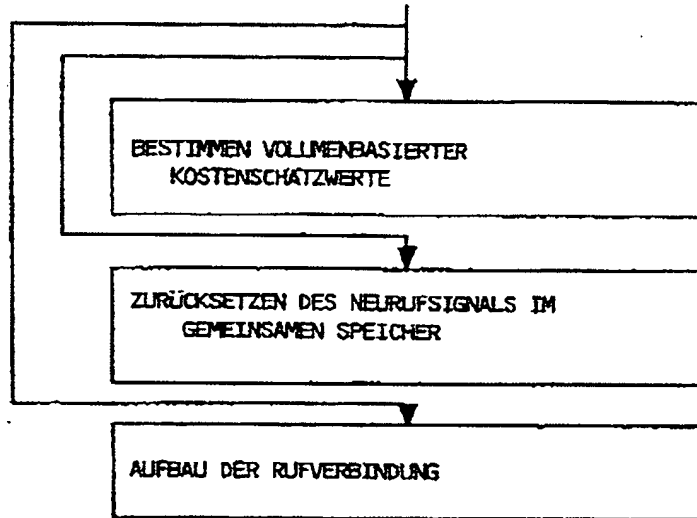 BESTIMMEN VOLUMENBASIERTER
KOSTENSCHÄTZWERTE
ZURÜCKSETZEN DES NEURUFSIGNALS IM
GEMEINSAMEN SPEICHER
AUFBAU DER RUFVERBINDUNG